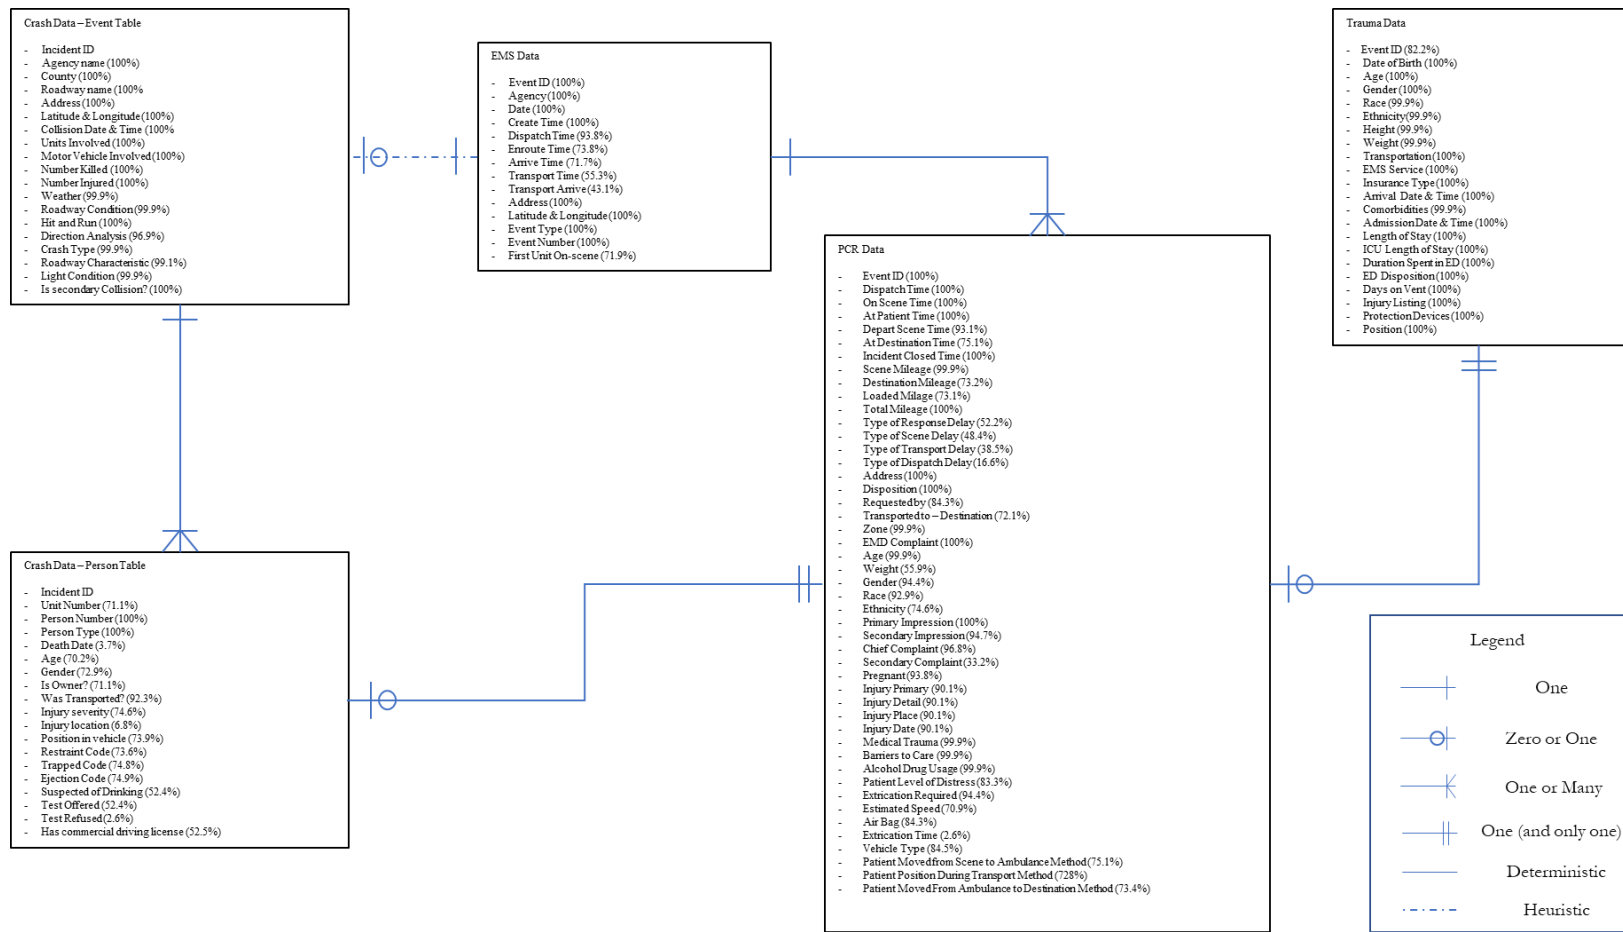 Crash Data – Event Table
- Incident ID
- Agency name (100%)
- County (100%)
- Roadway name (100%
- Address (100%)
- Latitude & Longitude (100%)
- Collision Date & Time (100%
- Units Involved (100%)
- Motor Vehicle Involved (100%)
- Number Killed (100%)
- Number Injured (100%)
- Weather (99.9%)
- Roadway Condition (99.9%)
- Hit and Run (100%)
- Direction Analysis (96.9%)
- Crash Type (99.9%)
- Roadway Characteristic (99.1%)
- Light Condition (99.9%)
- Is secondary Collision? (100%)
EMS Data
- Event ID (100%)
- Agency (100%)
- Date (100%)
- Create Time (100%)
- Dispatch Time (93.8%)
- Enroute Time (73.8%)
- Arrive Time (71.7%)
- Transport Time (55.3%)
- Transport Arrive (43.1%)
- Address (100%)
- Latitude & Longitude (100%)
- Event Type (100%)
- Event Number (100%)
- First Unit On-scene (71.9%)
Trauma Data
- Event ID (82.2%)
- Date of Birth (100%)
- Age (100%)
- Gender (100%)
- Race (99.9%)
- Ethnicity (99.9%)
- Height (99.9%)
- Weight (99.9%)
- Transportation (100%)
- EMS Service (100%)
- Insurance Type (100%)
- Arrival Date & Time (100%)
- Comorbidities (99.9%)
- Admission Date & Time (100%)
- Length of Stay (100%)
- ICU Length of Stay (100%)
- Duration Spent in ED (100%)
- ED Disposition (100%)
- Days on Vent (100%)
- Injury Listing (100%)
- Protection Devices (100%)
- Position (100%)
PCR Data
- Event ID (100%)
- Dispatch Time (100%)
- On Scene Time (100%)
- At Patient Time (100%)
- Depart Scene Time (93.1%)
- At Destination Time (75.1%)
- Incident Closed Time (100%)
- Scene Mileage (99.9%)
- Destination Mileage (73.2%)
- Loaded Milage (73.1%)
- Total Mileage (100%)
- Type of Response Delay (52.2%)
- Type of Scene Delay (48.4%)
- Type of Transport Delay (38.5%)
- Type of Dispatch Delay (16.6%)
- Address (100%)
- Disposition (100%)
- Requested by (84.3%)
- Transported to – Destination (72.1%)
- Zone (99.9%)
- EMD Complaint (100%)
- Age (99.9%)
- Weight (55.9%)
- Gender (94.4%)
- Race (92.9%)
- Ethnicity (74.6%)
- Primary Impression (100%)
- Secondary Impression (94.7%)
- Chief Complaint (96.8%)
- Secondary Complaint (33.2%)
- Pregnant (93.8%)
- Injury Primary (90.1%)
- Injury Detail (90.1%)
- Injury Place (90.1%)
- Injury Date (90.1%)
- Medical Trauma (99.9%)
- Barriers to Care (99.9%)
- Alcohol Drug Usage (99.9%)
- Patient Level of Distress (83.3%)
- Extrication Required (94.4%)
- Estimated Speed (70.9%)
- Air Bag (84.3%)
- Extrication Time (2.6%)
- Vehicle Type (84.5%)
- Patient Moved from Scene to Ambulance Method (75.1%)
- Patient Position During Transport Method (728%)
- Patient Moved From Ambulance to Destination Method (73.4%)
Crash Data – Person Table
- Incident ID
- Unit Number (71.1%)
- Person Number (100%)
- Person Type (100%)
- Death Date (3.7%)
- Age (70.2%)
- Gender (72.9%)
- Is Owner? (71.1%)
- Was Transported? (92.3%)
- Injury severity (74.6%)
- Injury location (6.8%)
- Position in vehicle (73.9%)
- Restraint Code (73.6%)
- Trapped Code (74.8%)
- Ejection Code (74.9%)
- Suspected of Drinking (52.4%)
- Test Offered (52.4%)
- Test Refused (2.6%)
- Has commercial driving license (52.5%)
Legend
One
Zero or One
One or Many
One (and only one)
Deterministic
Heuristic